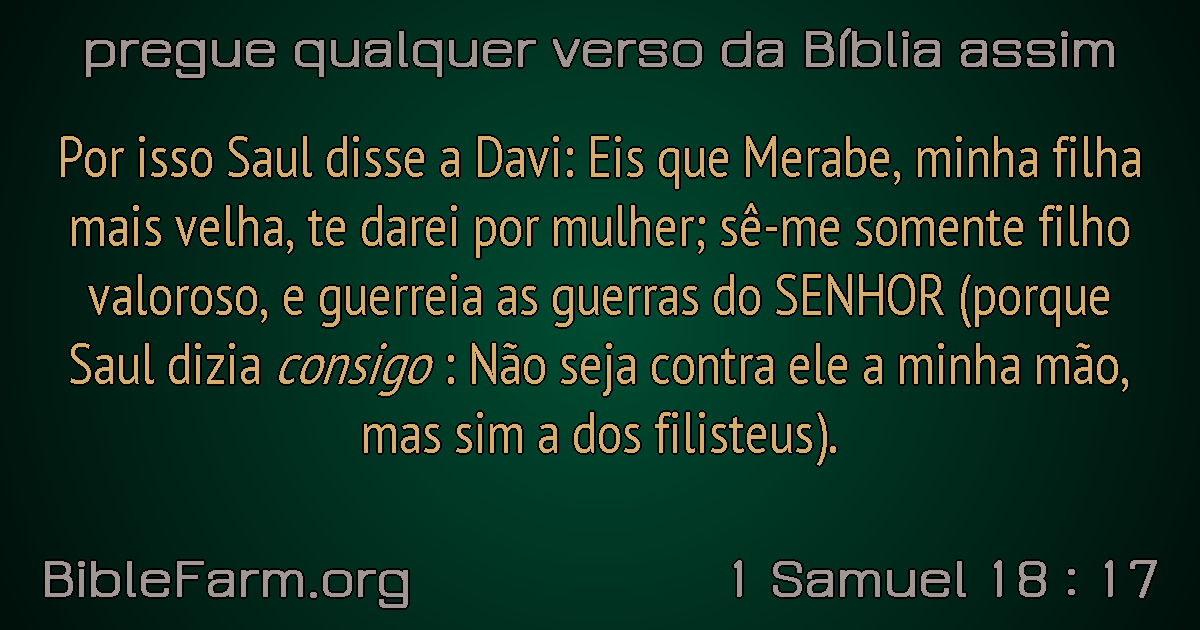 pregue qualquer verso da Bíblia assim
Por isso Saul disse a Davi: Eis que Merabe, minha filha
mais velha, te darei por mulher; sê-me somente filho
valoroso, e guerreia as guerras do SENHOR (porque
Saul dizia consigo : Não seja contra ele a minha mão,
mas sim a dos filisteus).
BibleFarm.org
1 Samuel 18 : 17